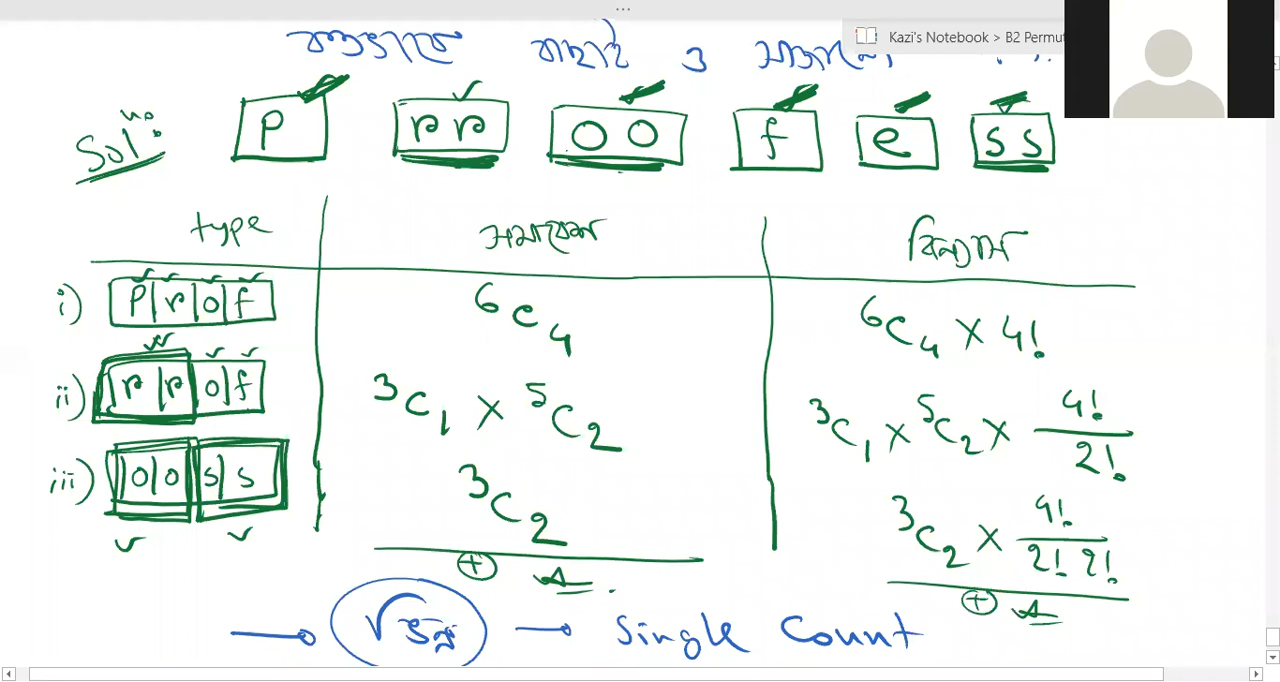 Kazi's Notebook > B2 Permut
বাছাই ও
Sol^no:
P rr oo f e ss
type সমাবেশ বিন্যাস
i) P|r|o|f ⁶C₄ ⁶C₄ × 4!
ii) r|r|o|f ³C₁ × ⁵C₂ ³C₁ × ⁵C₂ × 4!/2!
iii) o|o|s|s ³C₂ ³C₂ × 4!/2! 2!
(+) A (+) A
→ √ভিন্ন → Single Count